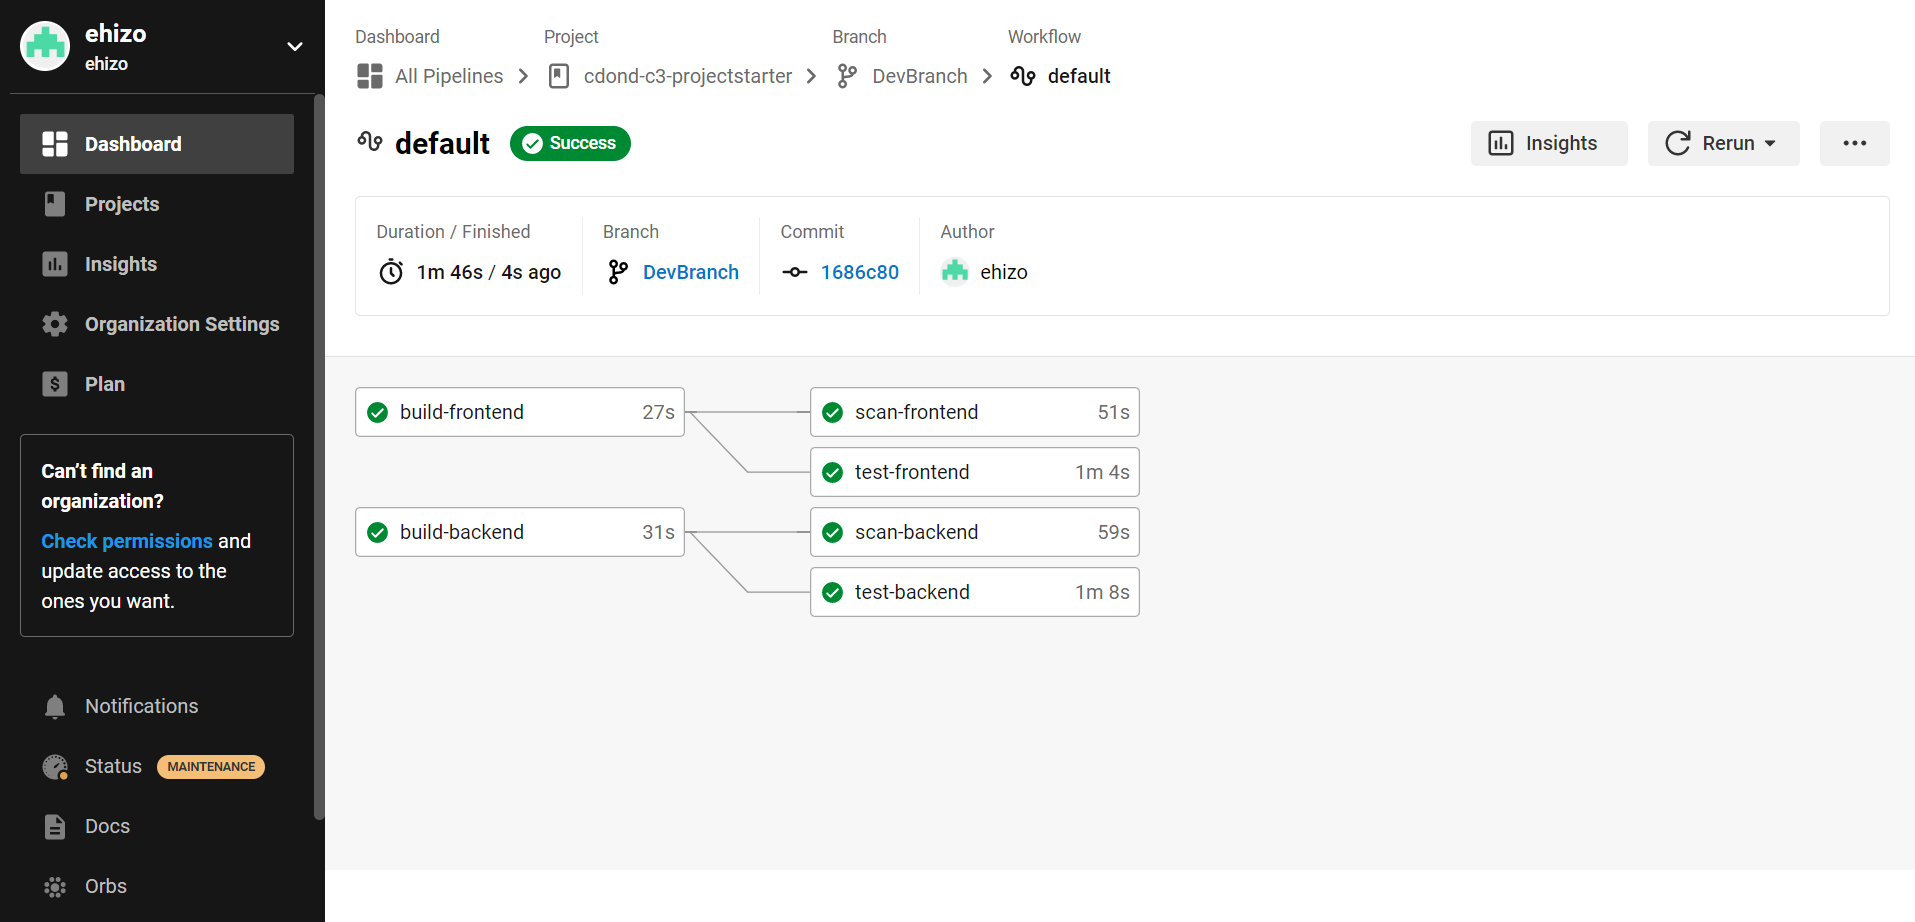 ehizo
ehizo
Dashboard
Projects
Insights
Organization Settings
Plan
Can't find an
organization?
Check permissions and
update access to the
ones you want.
Notifications
Status MAINTENANCE
Docs
Orbs
Dashboard Project Branch Workflow
All Pipelines cdond-c3-projectstarter DevBranch default
default Success Insights Rerun
Duration / Finished Branch Commit Author
1m 46s / 4s ago DevBranch 1686c80 ehizo
build-frontend 27s scan-frontend 51s
test-frontend 1m 4s
build-backend 31s scan-backend 59s
test-backend 1m 8s